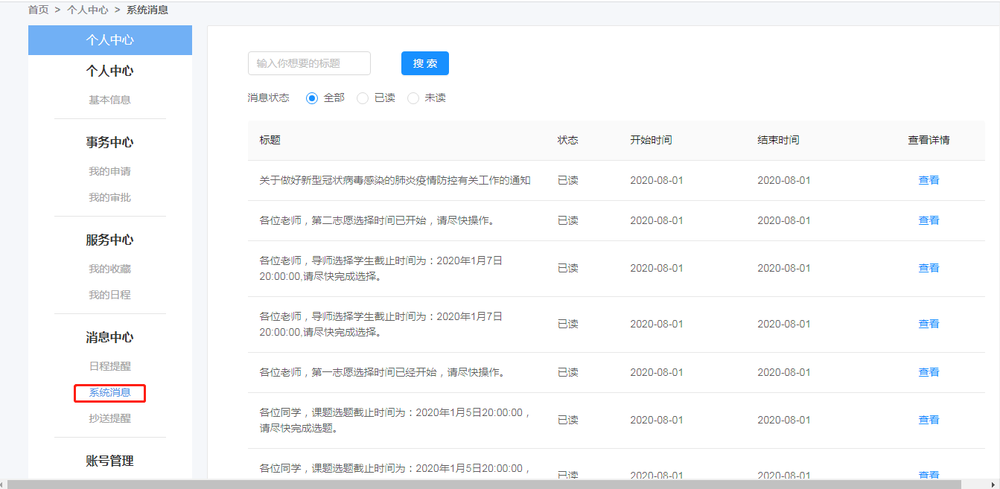 首页 > 个人中心 > 系统消息
个人中心
个人中心
基本信息
事务中心
我的申请
我的审批
服务中心
我的收藏
我的日程
消息中心
日程提醒
系统消息
抄送提醒
账号管理
输入你想要的标题 搜 索
消息状态 全部 已读 未读
标题 状态 开始时间 结束时间 查看详情
关于做好新型冠状病毒感染的肺炎疫情防控有关工作的通知 已读 2020-08-01 2020-08-01 查看
各位老师，第二志愿选择时间已开始，请尽快操作。 已读 2020-08-01 2020-08-01 查看
各位老师，导师选择学生截止时间为：2020年1月7日
20:00:00,请尽快完成选择。 已读 2020-08-01 2020-08-01 查看
各位老师，导师选择学生截止时间为：2020年1月7日
20:00:00,请尽快完成选择。 已读 2020-08-01 2020-08-01 查看
各位老师，第一志愿选择时间已经开始，请尽快操作。 已读 2020-08-01 2020-08-01 查看
各位同学，课题选题截止时间为：2020年1月5日20:00:00，
请尽快完成选题。 已读 2020-08-01 2020-08-01 查看
各位同学，课题选题截止时间为：2020年1月5日20:00:00，
已读 2020-08-01 2020-08-01 查看